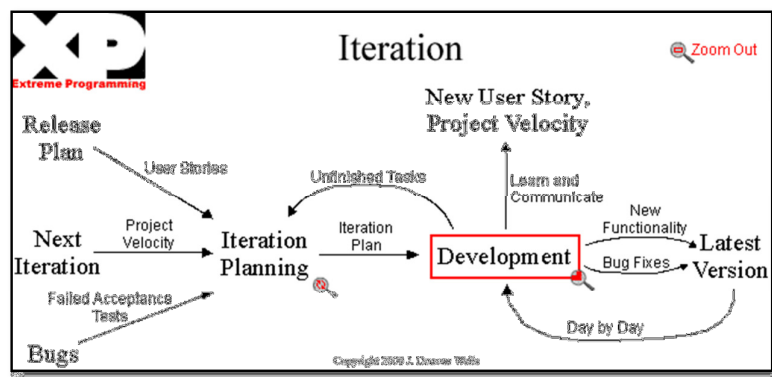 XP
Extreme Programming
Iteration
Zoom Out
New User Story,
Project Velocity
Release
Plan
User Stories
Unfinished Tasks
Learn and
Communicate
Next
Iteration
Project
Velocity
Iteration
Planning
Iteration
Plan
Development
New
Functionality
Bug Fixes
Latest
Version
Failed Acceptance
Tests
Day by Day
Bugs
Copyright 2000 J. Donovan Wells